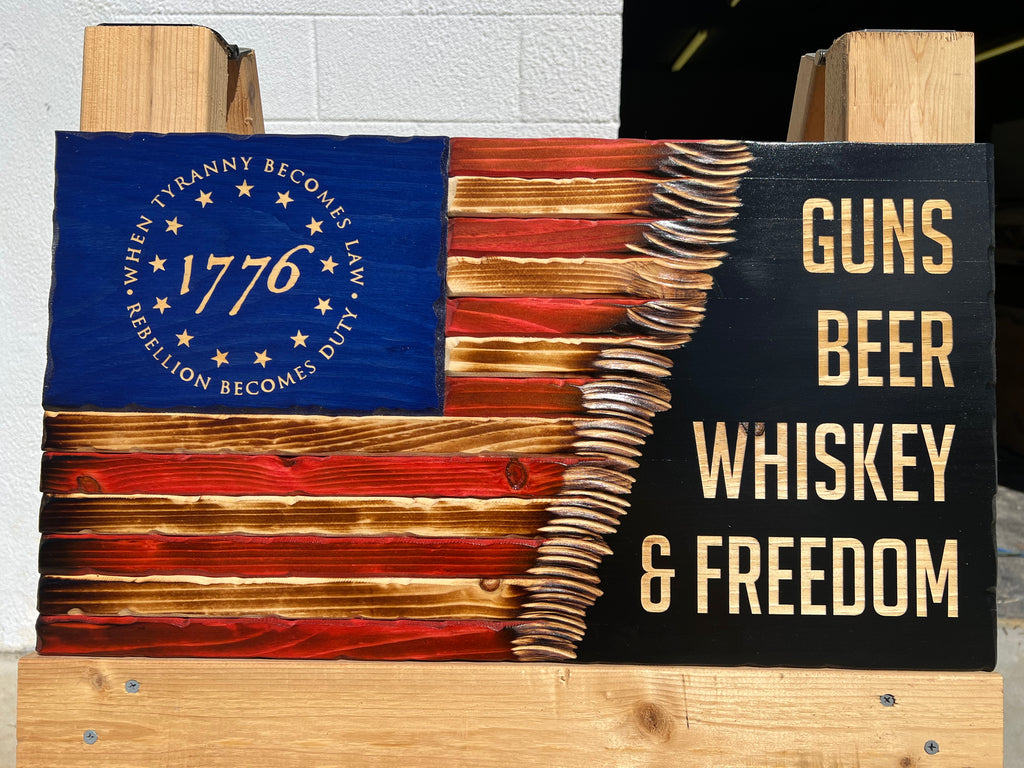 • WHEN TYRANNY BECOMES LAW •
1776
REBELLION BECOMES DUTY
GUNS
BEER
WHISKEY
& FREEDOM